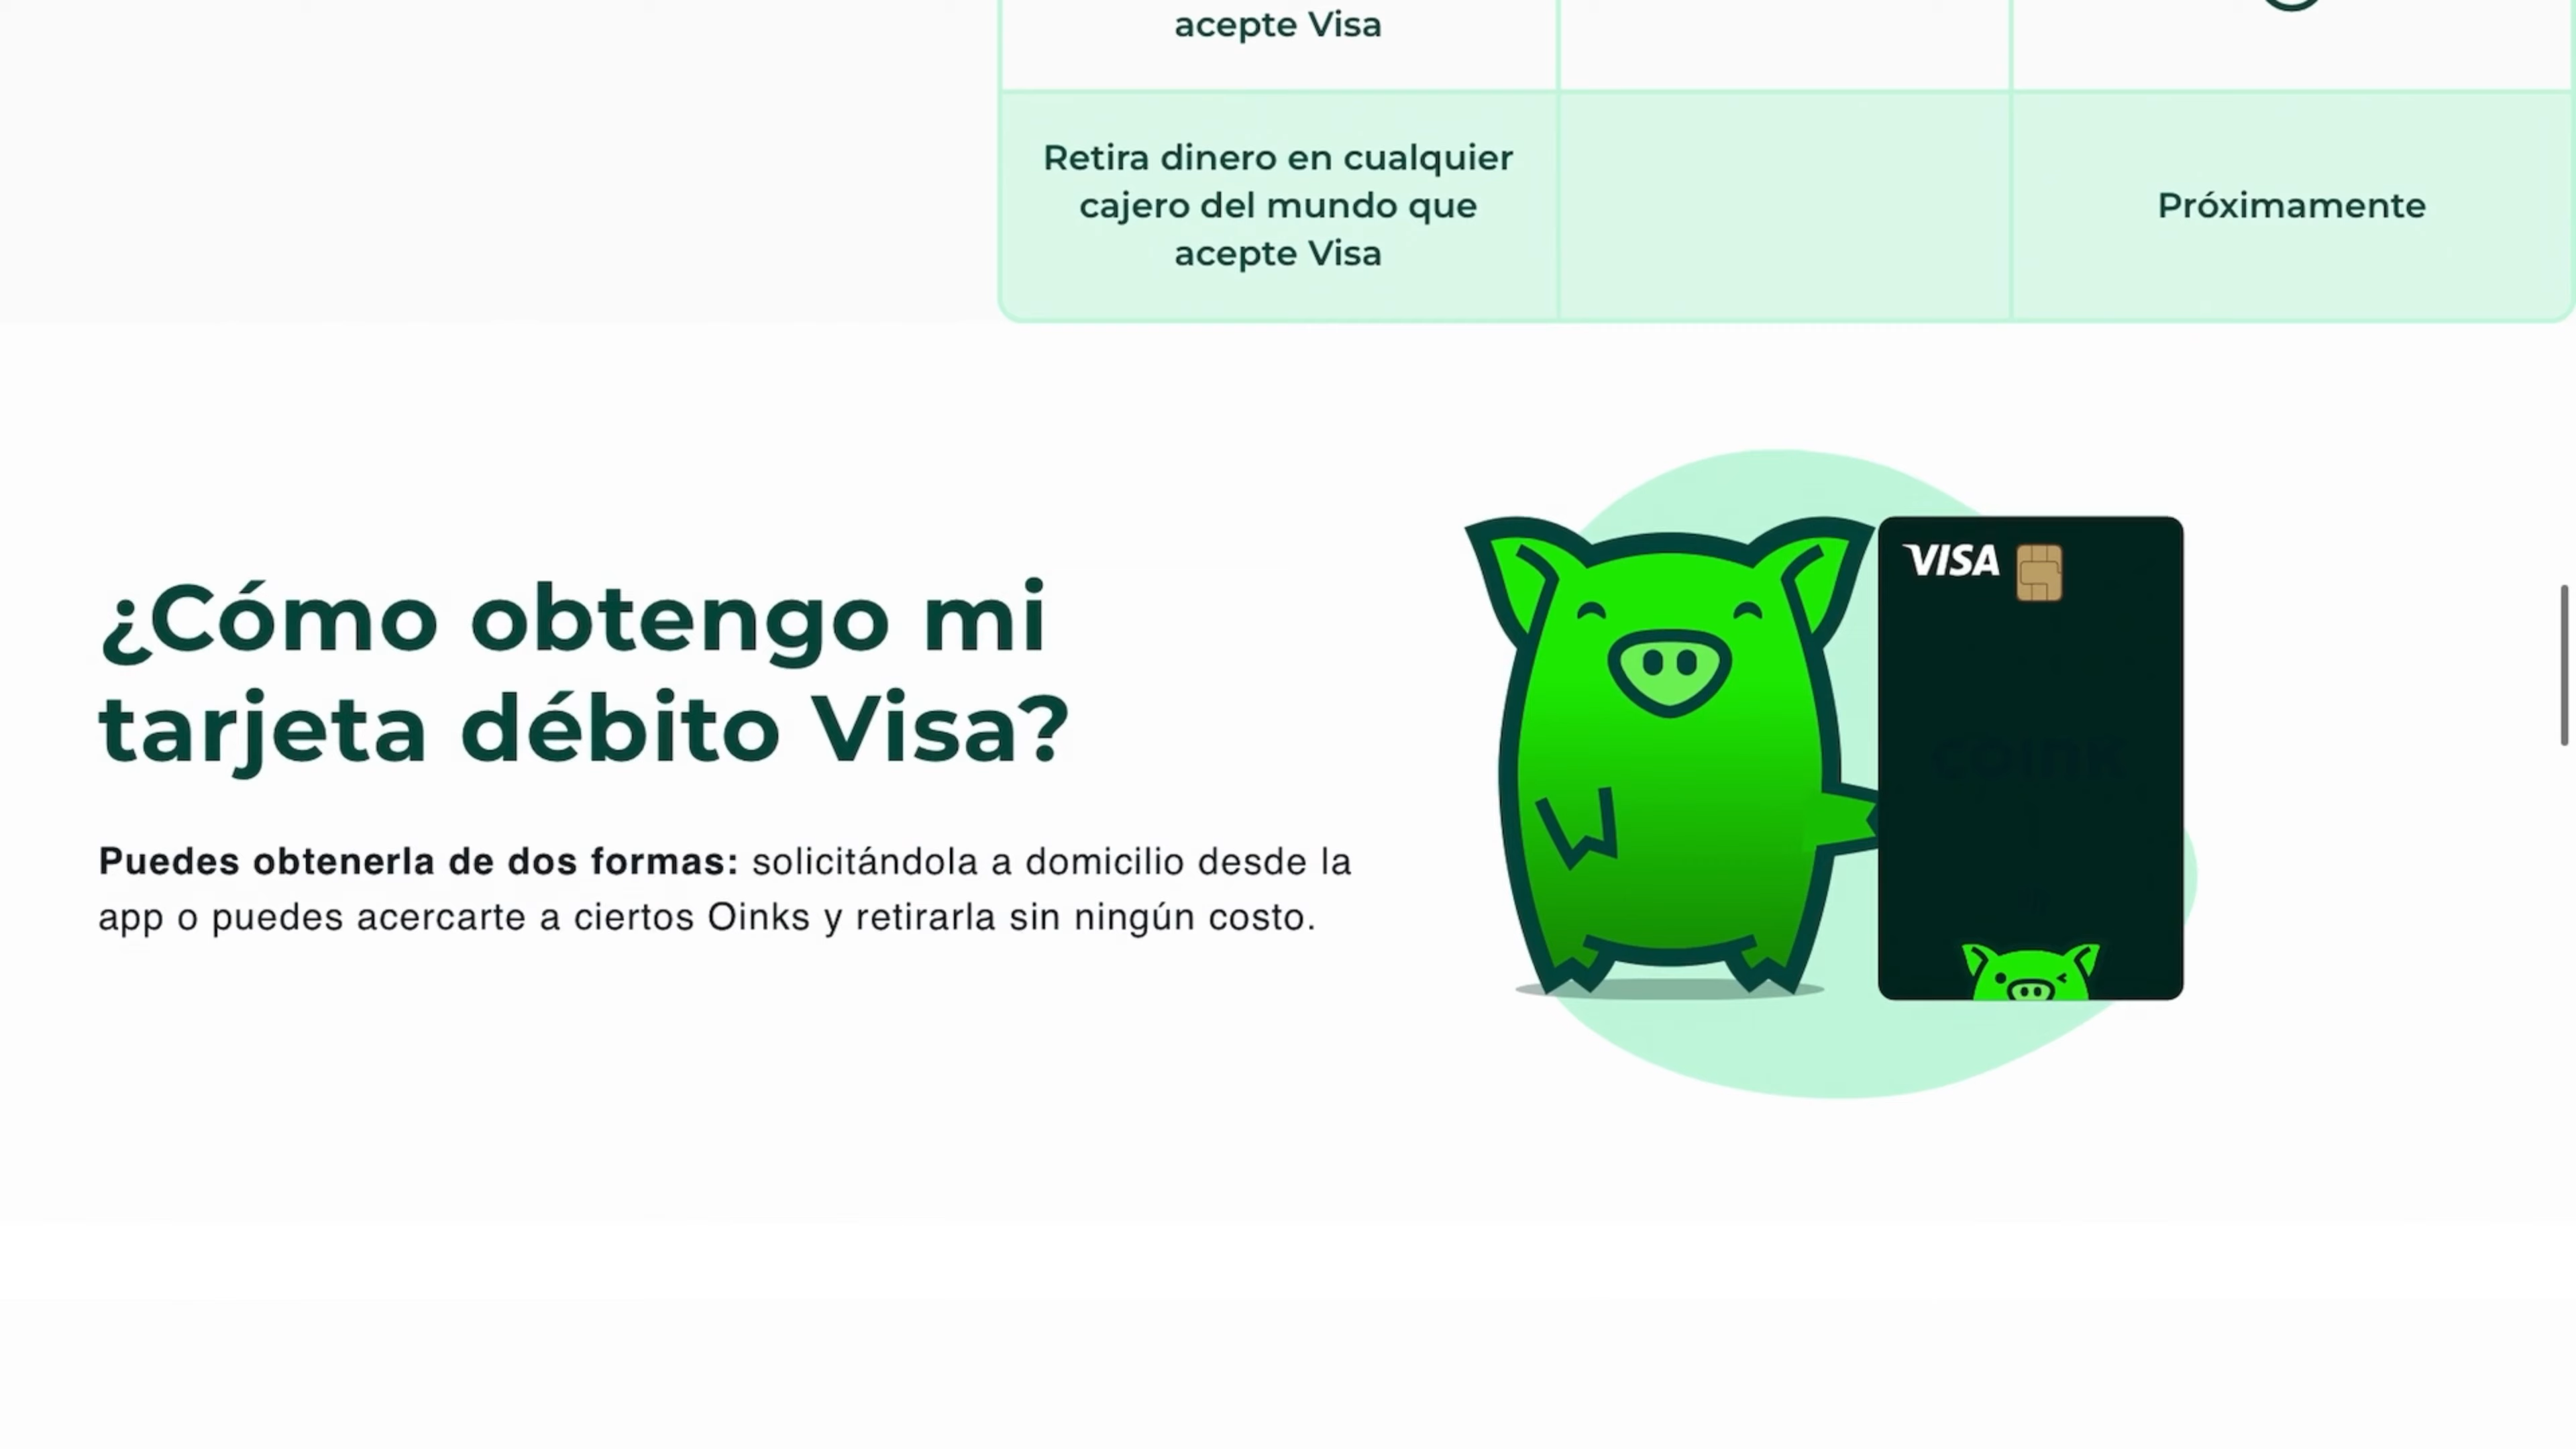 acepte Visa
Retira dinero en cualquier
cajero del mundo que
acepte Visa
Próximamente
¿Cómo obtengo mi
tarjeta débito Visa?
Puedes obtenerla de dos formas: solicitándola a domicilio desde la
app o puedes acercarte a ciertos Oinks y retirarla sin ningún costo.
VISA
coink